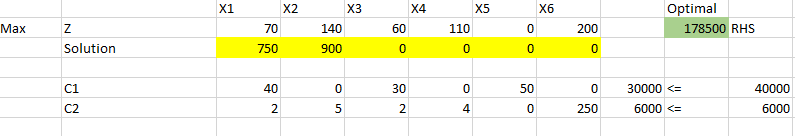 X1 X2 X3 X4 X5 X6 Optimal
Max Z 70 140 60 110 0 200 178500 RHS
Solution 750 900 0 0 0 0
C1 40 0 30 0 50 0 30000 <= 40000
C2 2 5 2 4 0 250 6000 <= 6000